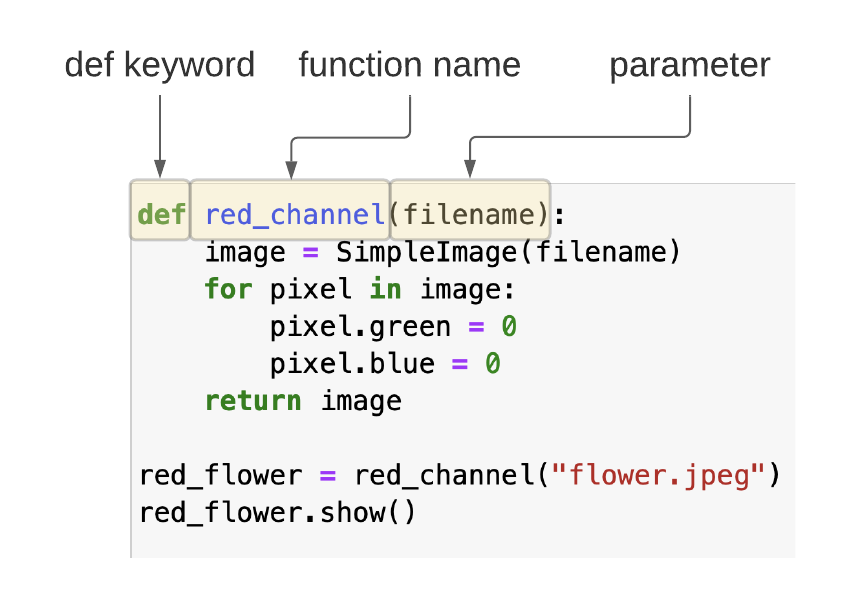 def keyword function name parameter
def red_channel(filename):
    image = SimpleImage(filename)
    for pixel in image:
        pixel.green = 0
        pixel.blue = 0
    return image

red_flower = red_channel("flower.jpeg")
red_flower.show()